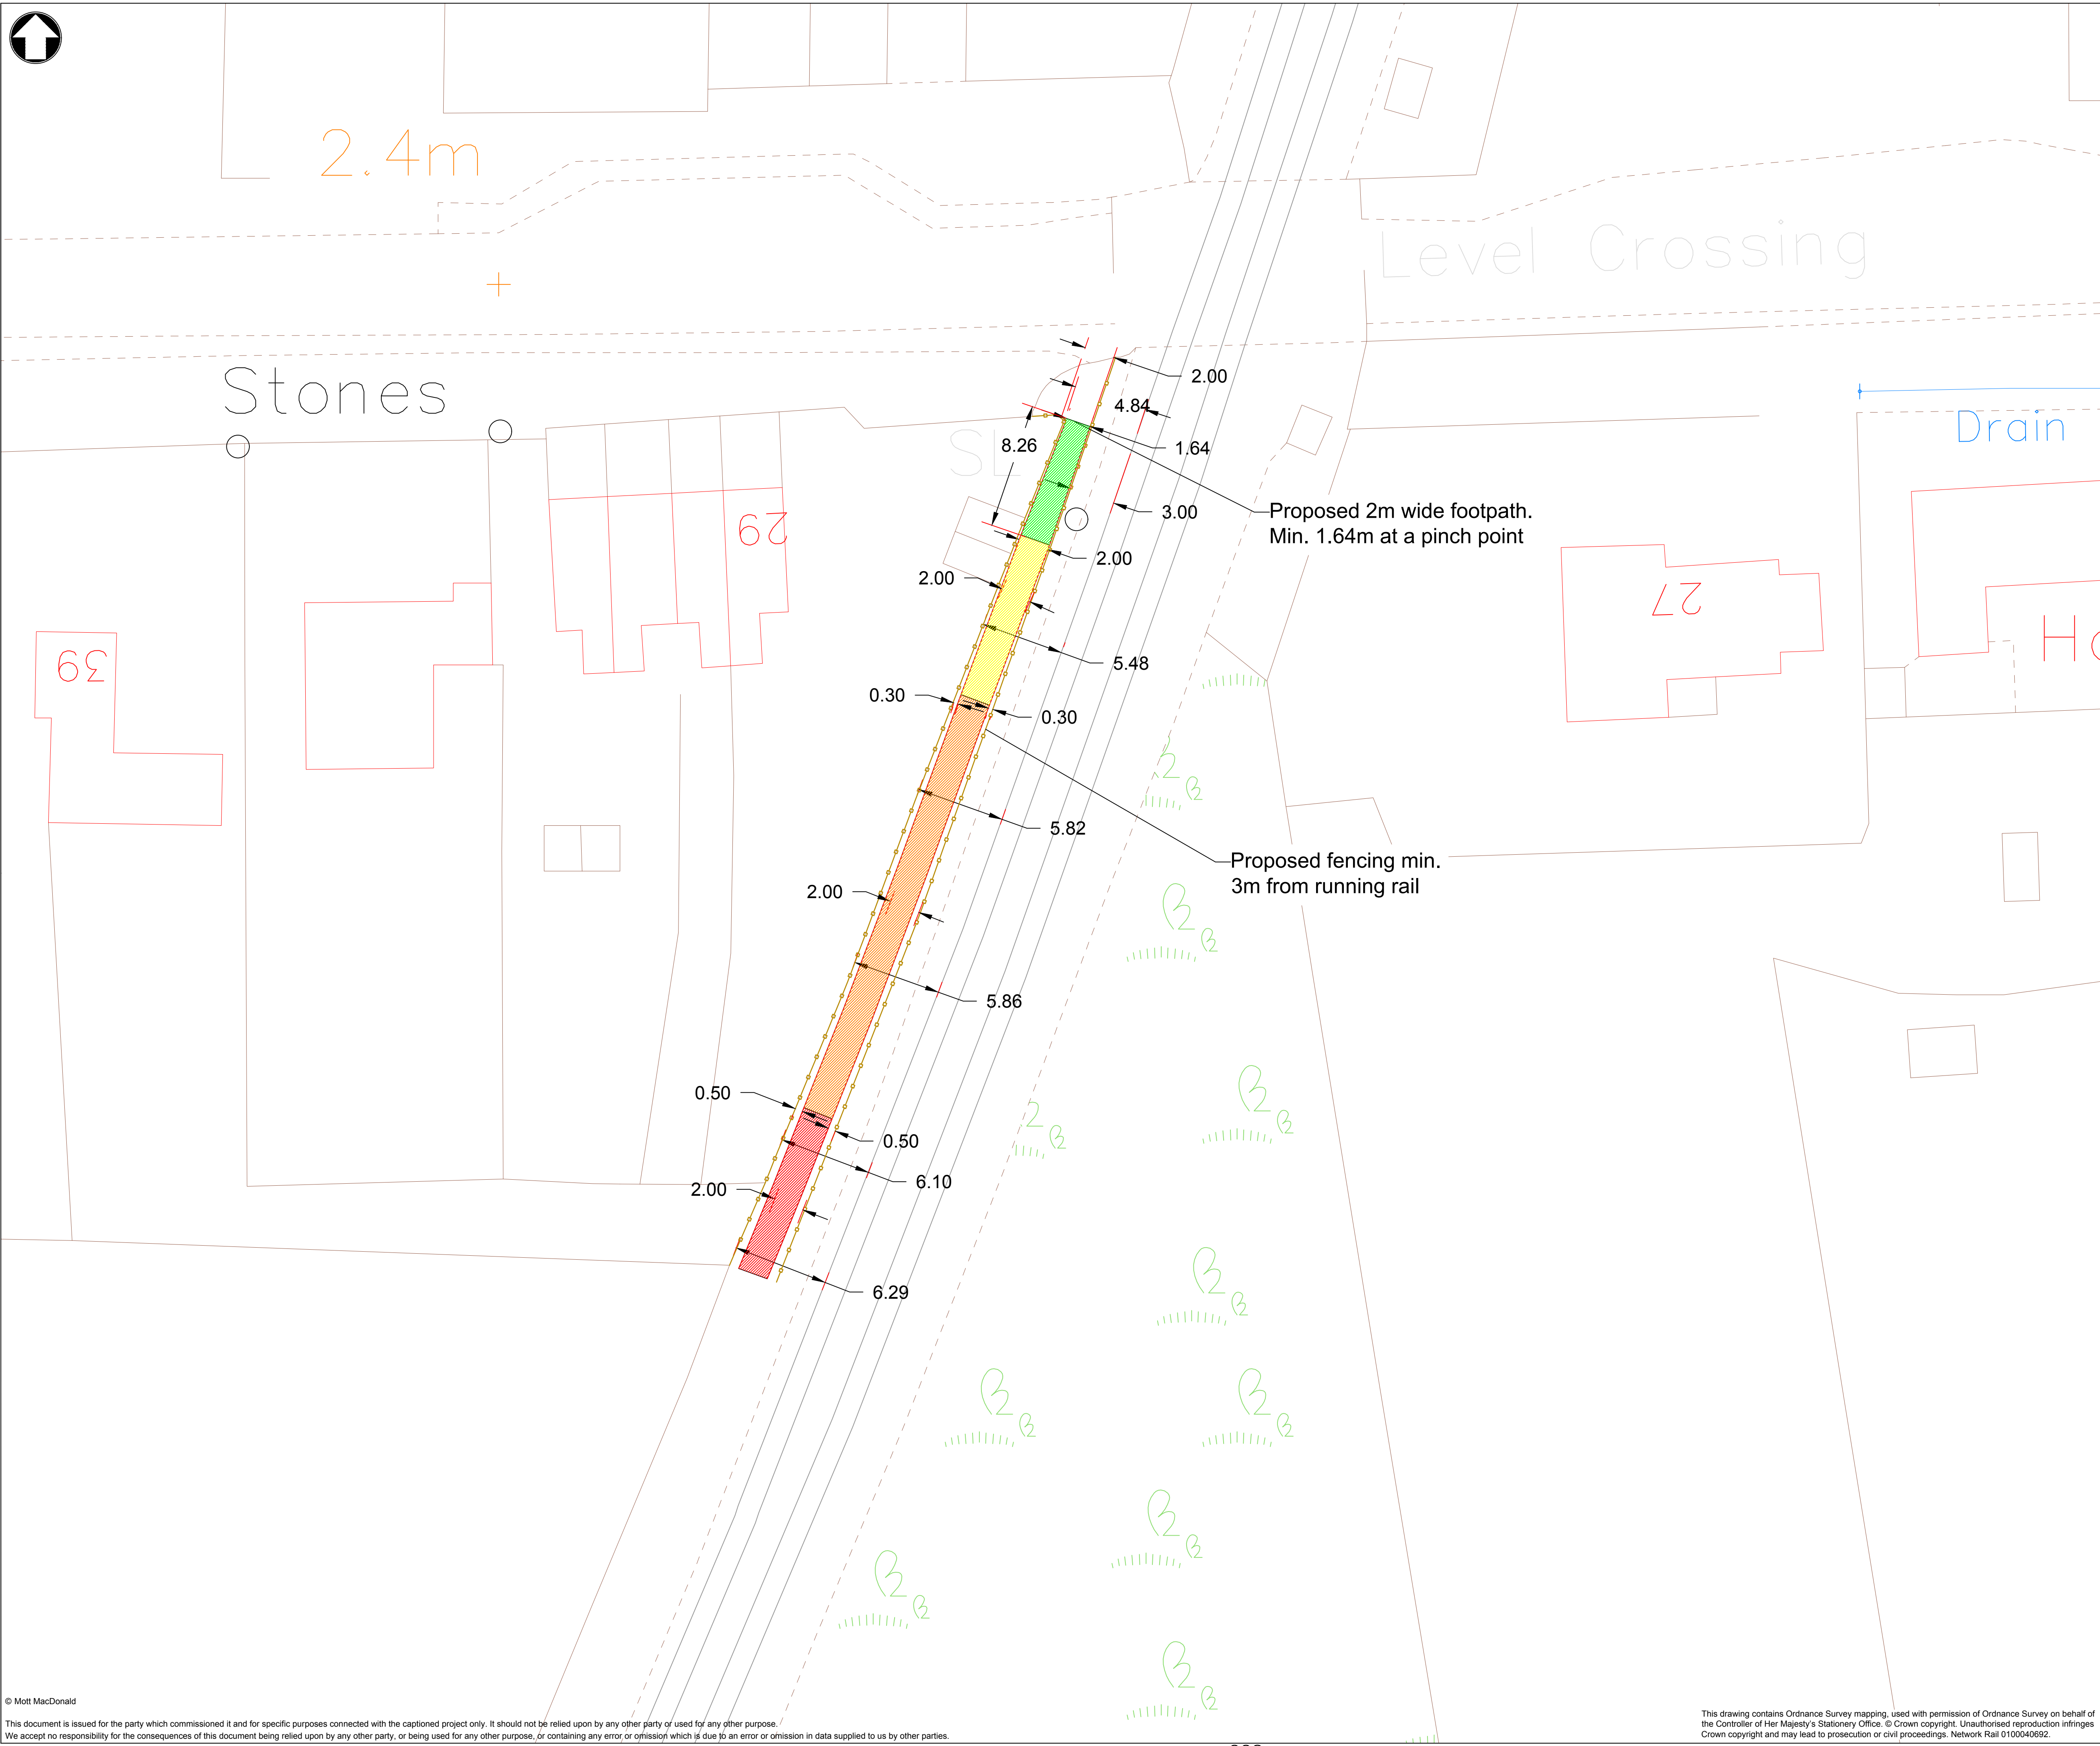 2.4m
Level Crossing
Stones
2.00
4.84
Drain
8.26
SL
1.64
Proposed 2m wide footpath.
Min. 1.64m at a pinch point
3.00
29
2.00
2.00
27
39
5.48
0.30
0.30
5.82
Proposed fencing min.
3m from running rail
2.00
5.86
0.50
0.50
6.10
2.00
6.29
© Mott MacDonald
This document is issued for the party which commissioned it and for specific purposes connected with the captioned project only. It should not be relied upon by any other party or used for any other purpose.
We accept no responsibility for the consequences of this document being relied upon by any other party, or being used for any other purpose, or containing any error or omission which is due to an error or omission in data supplied to us by other parties.
This drawing contains Ordnance Survey mapping, used with permission of Ordnance Survey on behalf of
the Controller of Her Majesty's Stationery Office. © Crown copyright. Unauthorised reproduction infringes
Crown copyright and may lead to prosecution or civil proceedings. Network Rail 0100040692.